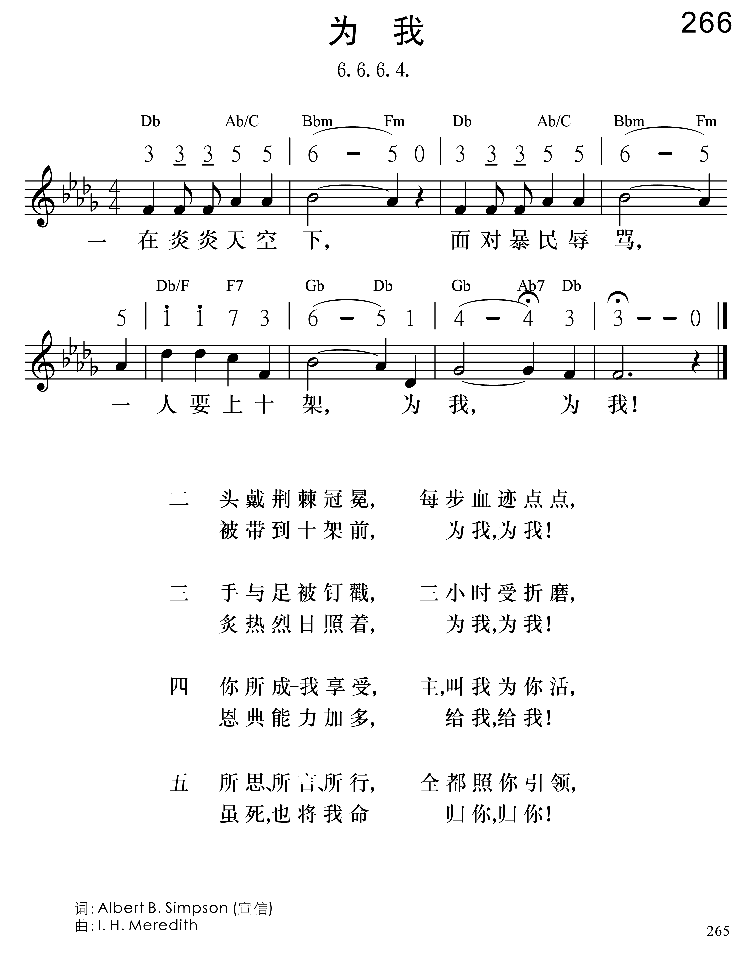 为 我
266
6. 6. 6. 4.
Db Ab/C Bbm Fm Db Ab/C Bbm Fm
3 3 3 5 5 | 6 – 5 0 | 3 3 3 5 5 | 6 – 5
4/4
一 在炎炎天空 下, 面对暴民辱 骂,
Db/F F7 Gb Db Gb Ab7 Db
5 | i i 7 3 | 6 – 5 1 | 4 – 4 3 | 3 – – 0 ‖
一 人要上十 架, 为 我, 为 我!
二 头戴荆棘冠冕, 每步血迹点点,
被带到十架前, 为我,为我!
三 手与足被钉戳, 三小时受折磨,
炙热烈日照着, 为我,为我!
四 你所成-我享受, 主,叫我为你活,
恩典能力加多, 给我,给我!
五 所思、所言、所行, 全都照你引领,
虽死,也将我命 归你,归你!
词: Albert B. Simpson (宣信)
曲: I. H. Meredith
265